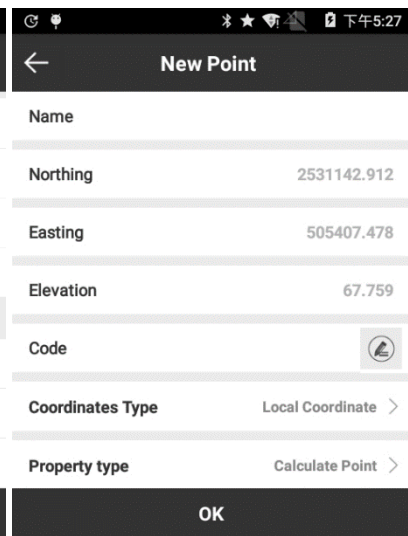 下午5:27
New Point
Name
Northing 2531142.912
Easting 505407.478
Elevation 67.759
Code
Coordinates Type Local Coordinate
Property type Calculate Point
OK